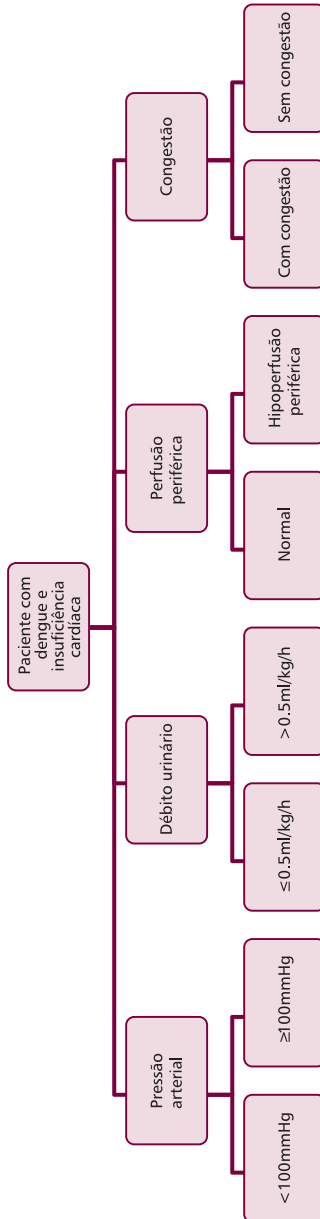 Paciente com
dengue e
insuficiência
cardíaca
Pressão
arterial
Débito urinário
Perfusão
periférica
Congestão
<100mmHg
≥100mmHg
≤0.5ml/kg/h
>0.5ml/kg/h
Normal
Hipoperfusão
periférica
Com congestão
Sem congestão